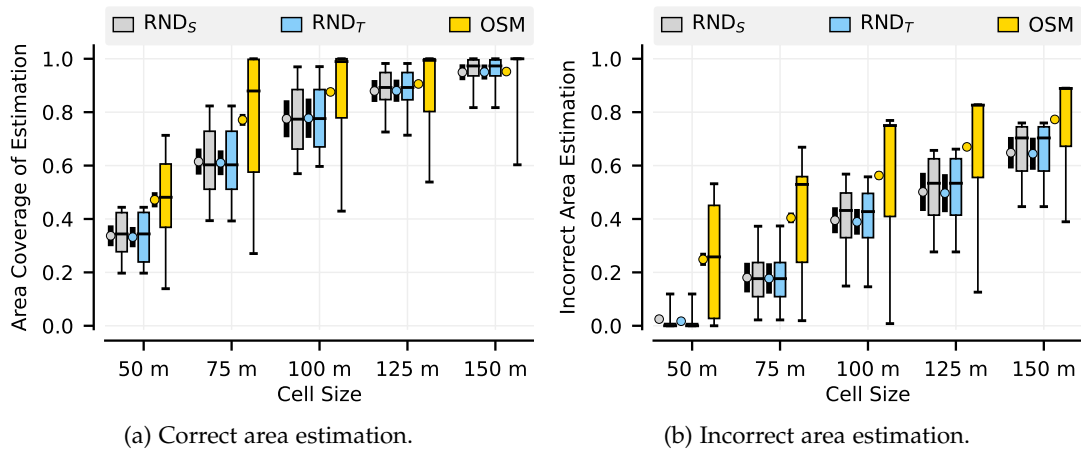 RND_S RND_T OSM
Area Coverage of Estimation
1.0
0.8
0.6
0.4
0.2
0.0
50 m 75 m 100 m 125 m 150 m
Cell Size
(a) Correct area estimation.
RND_S RND_T OSM
Incorrect Area Estimation
1.0
0.8
0.6
0.4
0.2
0.0
50 m 75 m 100 m 125 m 150 m
Cell Size
(b) Incorrect area estimation.